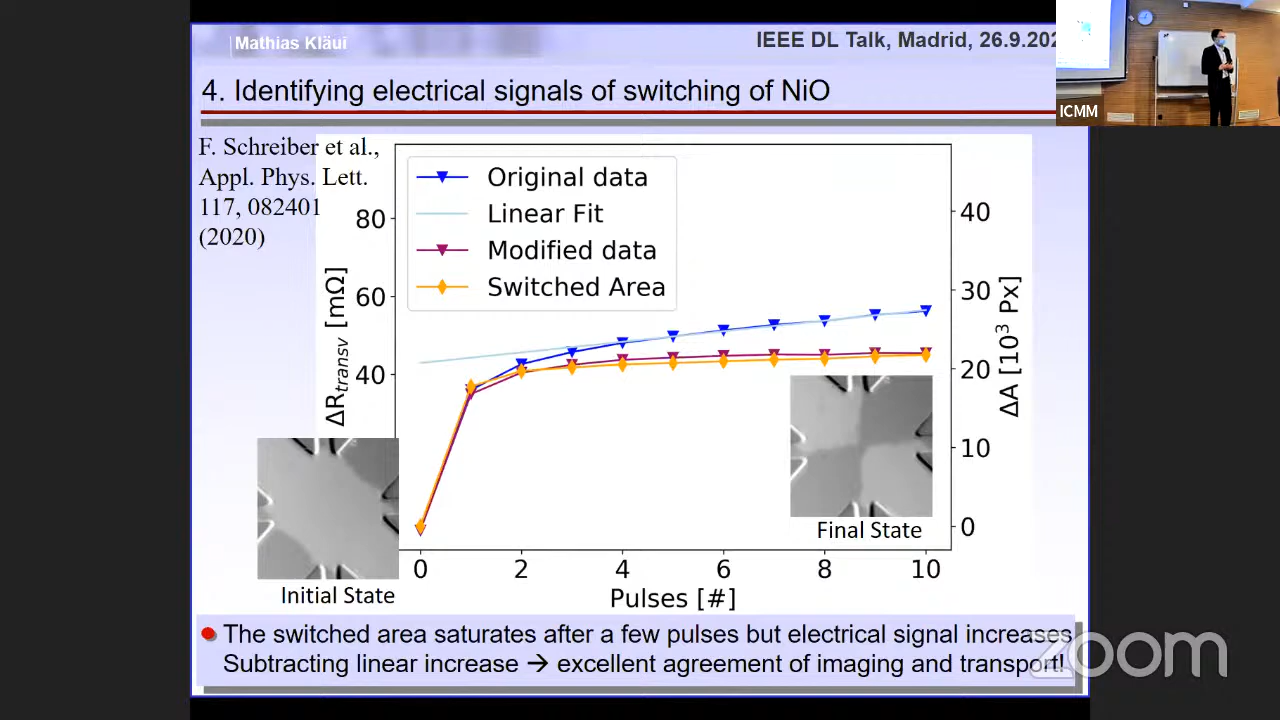 Mathias Kläui
IEEE DL Talk, Madrid, 26.9.202
ICMM
4. Identifying electrical signals of switching of NiO
F. Schreiber et al.,
Appl. Phys. Lett.
117, 082401
(2020)
Original data
Linear Fit
Modified data
Switched Area
80
60
40
ΔRtransv [mΩ]
40
30
20
10
0
ΔA [10³ Px]
0 2 4 6 8 10
Pulses [#]
Initial State
Final State
The switched area saturates after a few pulses but electrical signal increases
Subtracting linear increase → excellent agreement of imaging and transport!
zoom